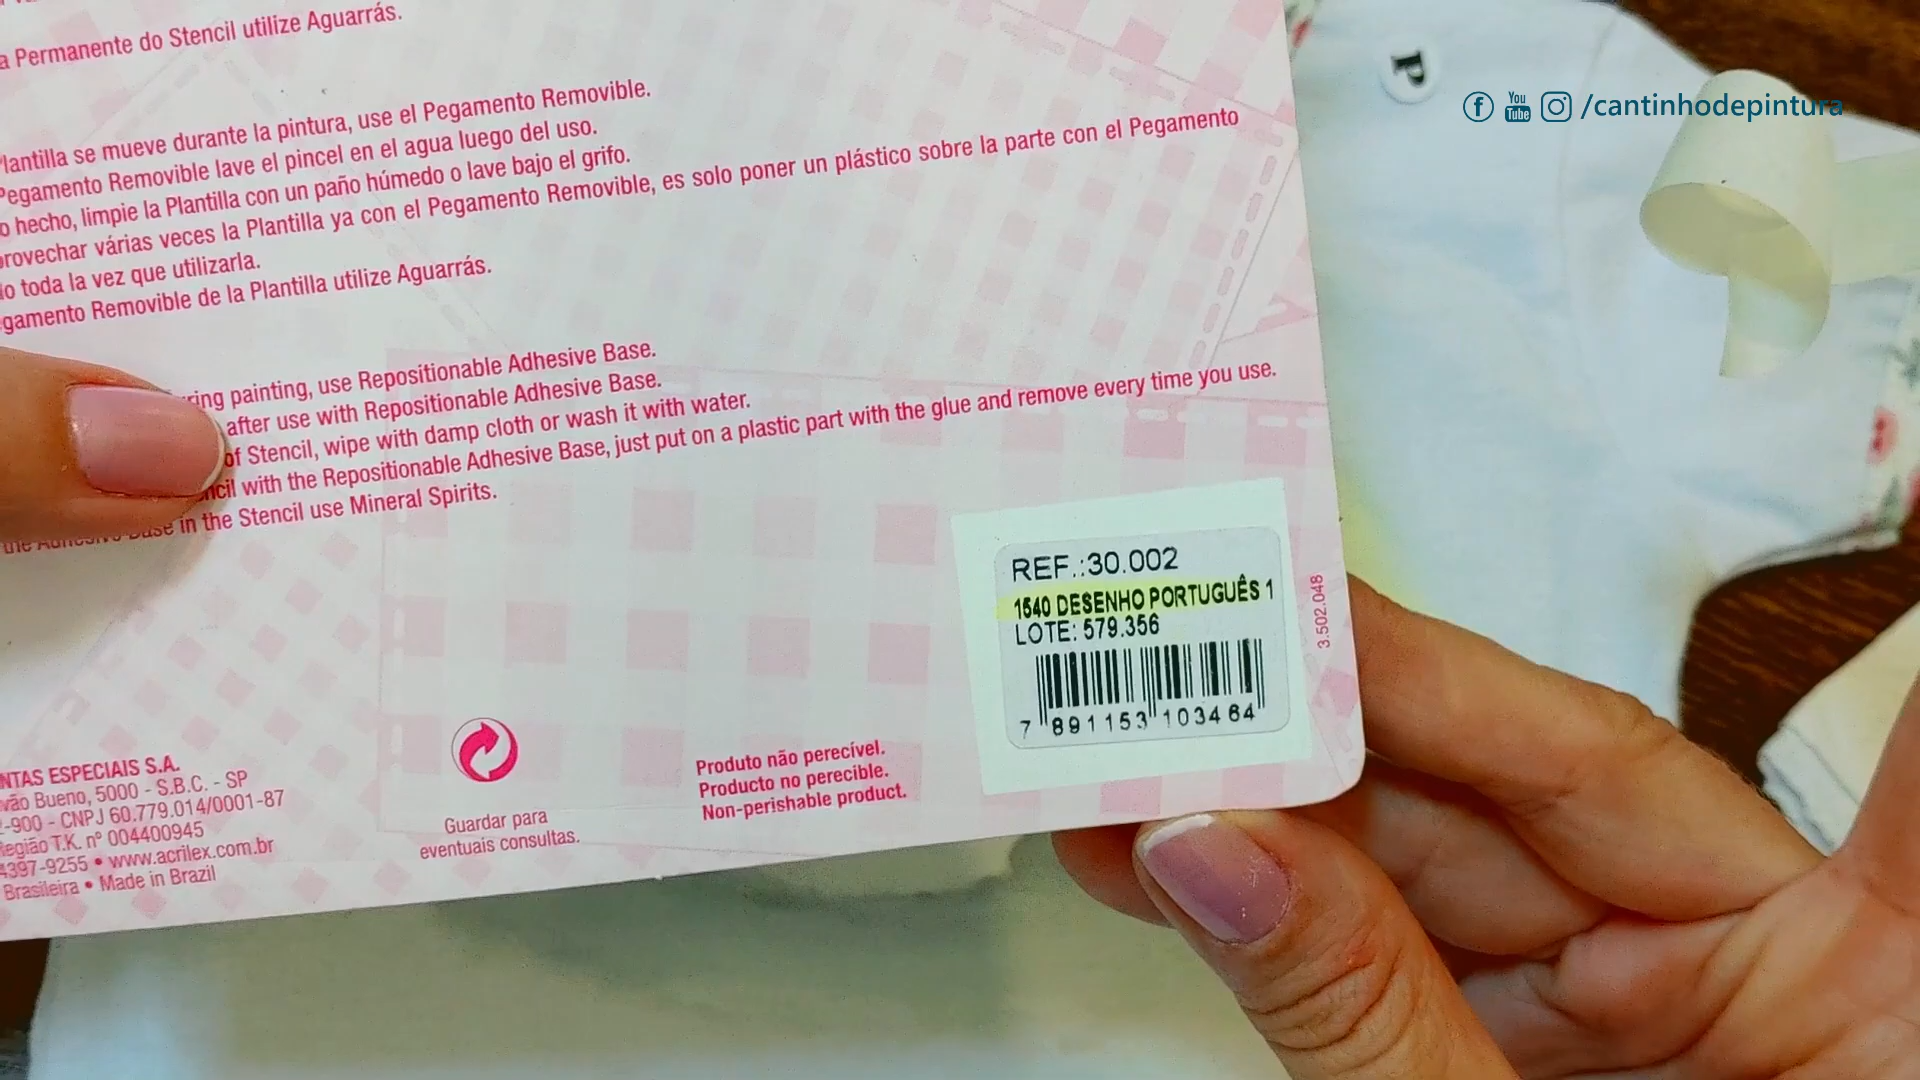 a Permanente do Stencil utilize Aguarrás.
lantilla se mueve durante la pintura, use el Pegamento Removible.
Pegamento Removible lave el pincel en el agua luego del uso.
o hecho, limpie la Plantilla con un paño húmedo o lave bajo el grifo.
provechar várias veces la Plantilla ya con el Pegamento Removible, es solo poner un plástico sobre la parte con el Pegamento
lo toda la vez que utilizarla.
gamento Removible de la Plantilla utilize Aguarrás.
ring painting, use Repositionable Adhesive Base.
after use with Repositionable Adhesive Base.
of Stencil, wipe with damp cloth or wash it with water.
ncil with the Repositionable Adhesive Base, just put on a plastic part with the glue and remove every time you use.
the Adhesive Base in the Stencil use Mineral Spirits.
REF.:30.002
1540 DESENHO PORTUGUÊS 1
LOTE: 579.356
7 891153 103464
3.502.048
NTAS ESPECIAIS S.A.
vão Bueno, 5000 - S.B.C. - SP
-900 - CNPJ 60.779.014/0001-87
Região T.K. nº 004400945
4397-9255 • www.acrilex.com.br
Brasileira • Made in Brazil
Guardar para
eventuais consultas.
Produto não perecível.
Producto no perecible.
Non-perishable product.
P
You
Tube
/cantinhodepintura